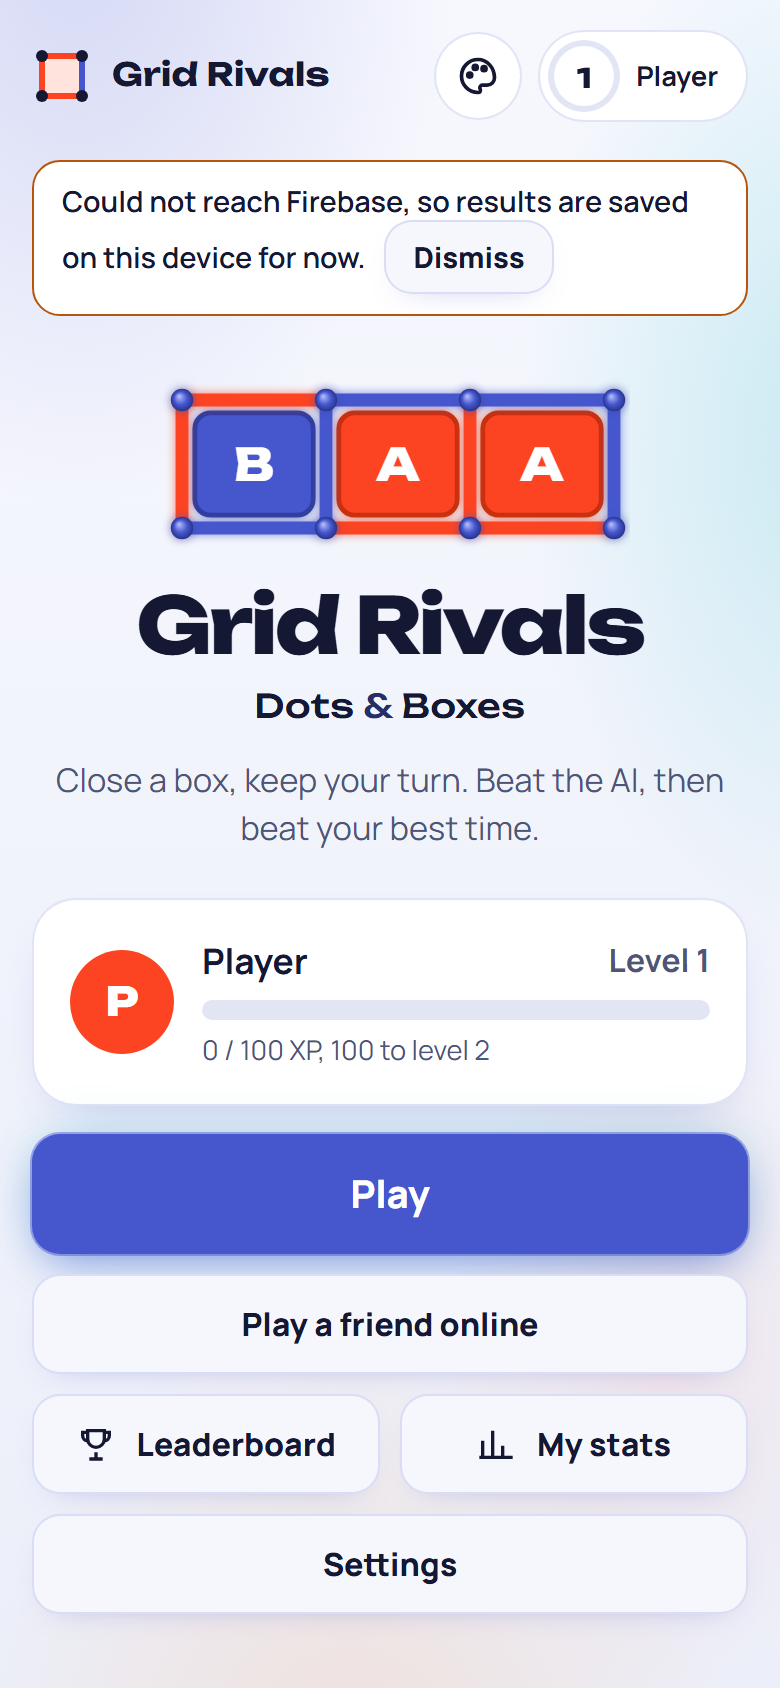 Grid Rivals
1 Player
Could not reach Firebase, so results are saved
on this device for now. Dismiss
B A A
Grid Rivals
Dots & Boxes
Close a box, keep your turn. Beat the AI, then
beat your best time.
P
Player Level 1
0 / 100 XP, 100 to level 2
Play
Play a friend online
Leaderboard My stats
Settings